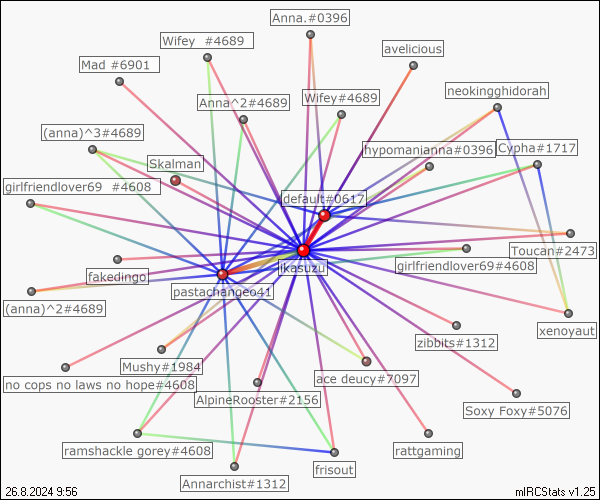 Anna.#0396
Wifey  #4689
avelicious
Mad #6901
neokingghidorah
Anna^2#4689
Wifey#4689
(anna)^3#4689
Cypha#1717
hypomanianna#0396
Skalman
girlfriendlover69  #4608
default#0617
Toucan#2473
ikasuzu
girlfriendlover69#4608
fakedingo
pastachangeo41
(anna)^2#4689
xenoyaut
zibbits#1312
Mushy#1984
ace deucy#7097
no cops no laws no hope#4608
AlpineRooster#2156
Soxy Foxy#5076
ramshackle gorey#4608
rattgaming
frisout
Annarchist#1312
26.8.2024 9:56
mIRCStats v1.25